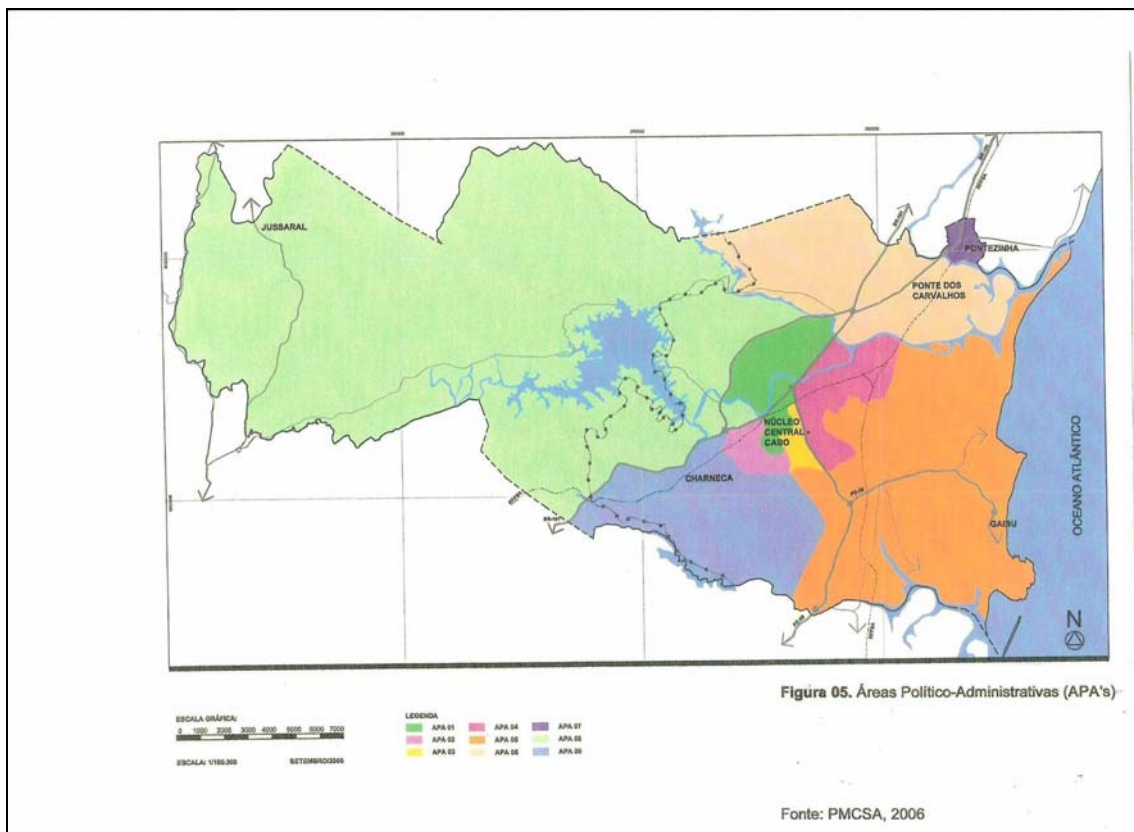 JUSSARAL
PONTEZINHA
PONTE DOS
CARVALHOS
NÚCLEO
CENTRAL -
CABO
CHARNECA
GAIBU
OCEANO ATLÂNTICO
N
Figura 05. Áreas Político-Administrativas (APA's)
ESCALA GRÁFICA:
0 1000 2000 3000 4000 5000 6000 7000
ESCALA: 1/100.000 SETEMBRO/2005
LEGENDA
APA 01 APA 04 APA 07
APA 02 APA 05 APA 08
APA 03 APA 06 APA 09
Fonte: PMCSA, 2006